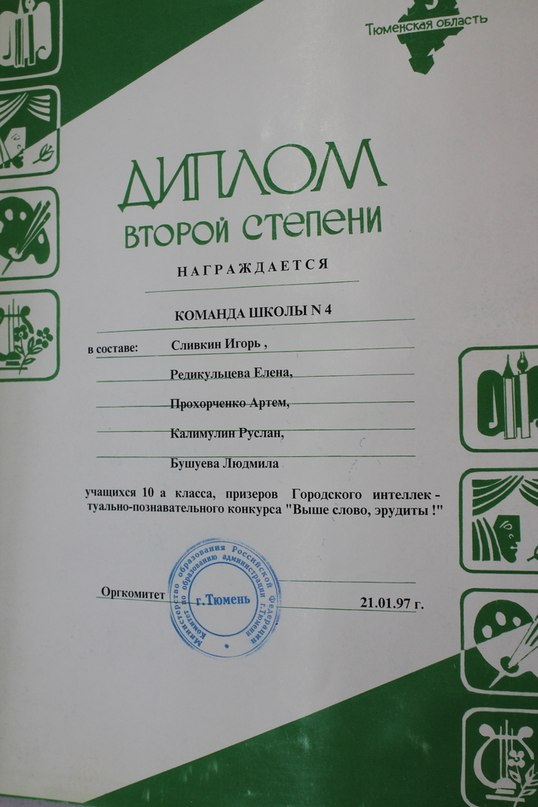 Тюменская область
ДИПЛОМ
ВТОРОЙ СТЕПЕНИ
НАГРАЖДАЕТСЯ
КОМАНДА ШКОЛЫ N 4
в составе: Сливкин Игорь ,
Редикульцева Елена,
Прохорченко Артем,
Калимулин Руслан,
Бушуева Людмила
учащихся 10 а класса, призеров Городского интеллек -
туально-познавательного конкурса "Выше слово, эрудиты !"
Министерство образования Российской Федерации
Комитет по образованию администрации г.Тюмени
г.Тюмень
Оргкомитет
21.01.97 г.